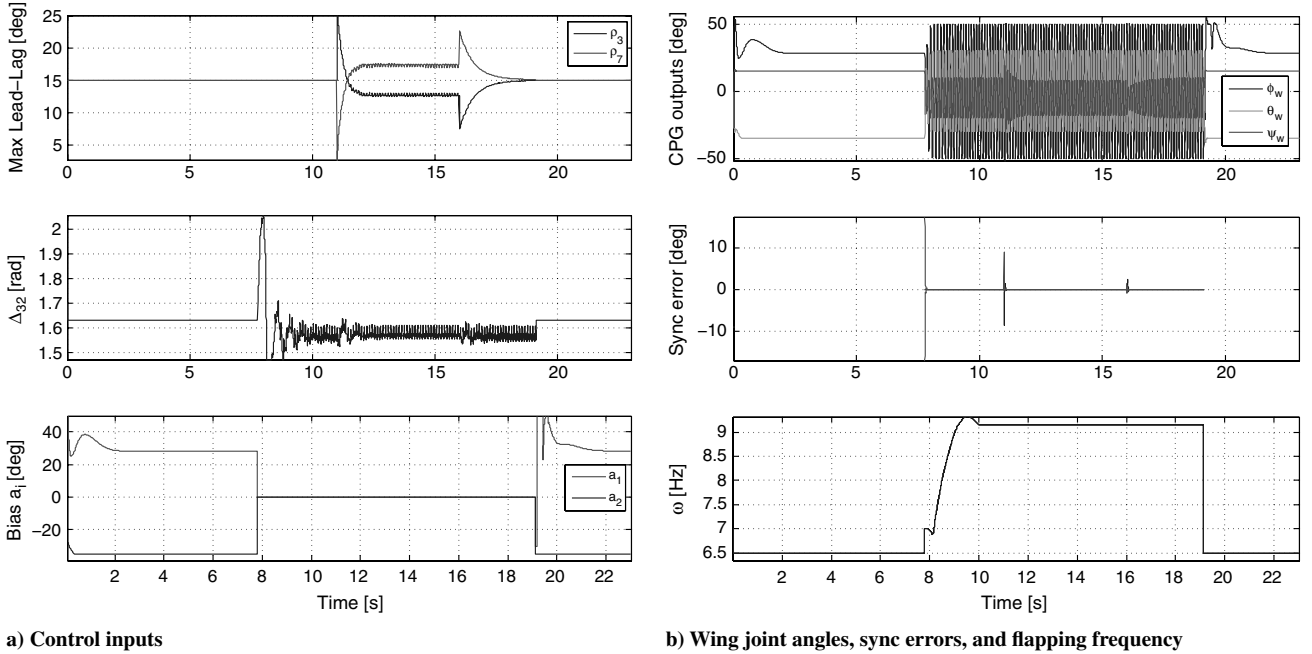 Max Lead–Lag [deg]
25
20
15
10
5
0 5 10 15 20
ρ3
ρ7
Δ32 [rad]
2
1.9
1.8
1.7
1.6
1.5
0 5 10 15 20
Bias ai [deg]
40
20
0
−20
2 4 6 8 10 12 14 16 18 20 22
a1
a2
Time [s]
a) Control inputs
CPG outputs [deg]
50
0
−50
0 5 10 15 20
ϕw
θw
ψw
Sync error [deg]
10
0
−10
0 5 10 15 20
ω [Hz]
9
8.5
8
7.5
7
6.5
2 4 6 8 10 12 14 16 18 20 22
Time [s]
b) Wing joint angles, sync errors, and flapping frequency